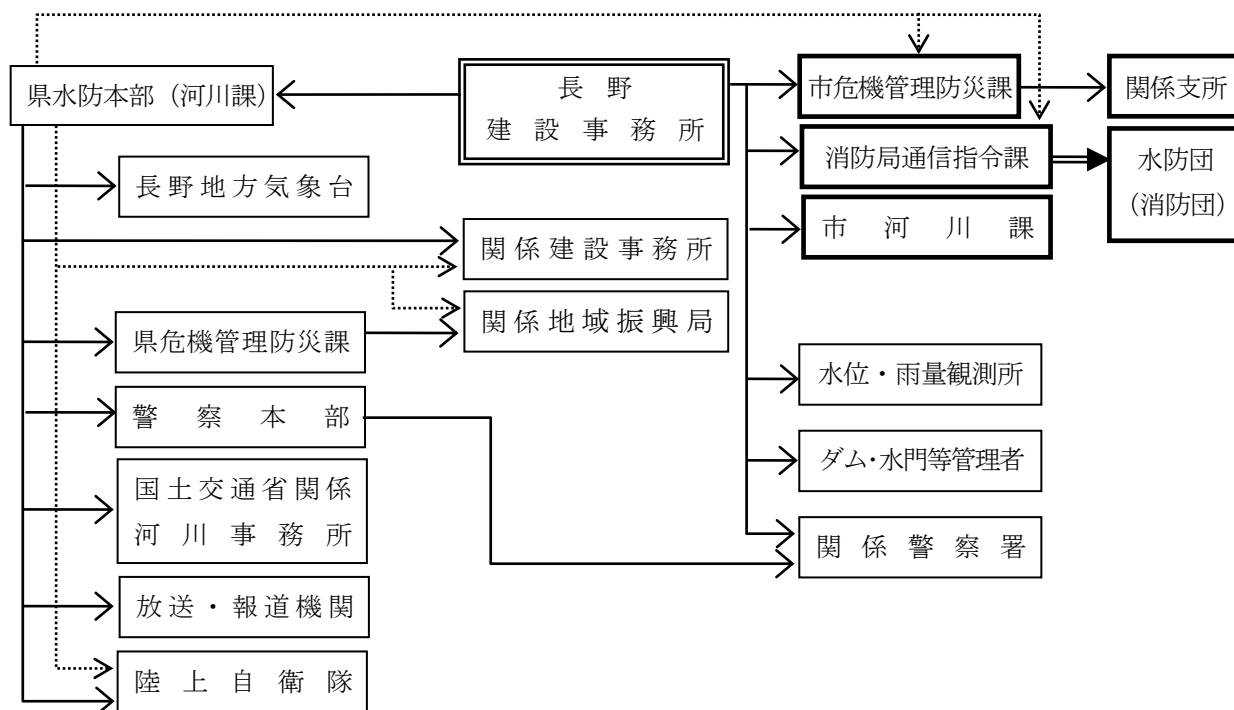 県水防本部（河川課）
長野
建設事務所
市危機管理防災課
関係支所
消防局通信指令課
水防団
（消防団）
市河川課
長野地方気象台
関係建設事務所
関係地域振興局
県危機管理防災課
水位・雨量観測所
警察本部
ダム・水門等管理者
国土交通省関係
河川事務所
関係警察署
放送・報道機関
陸上自衛隊